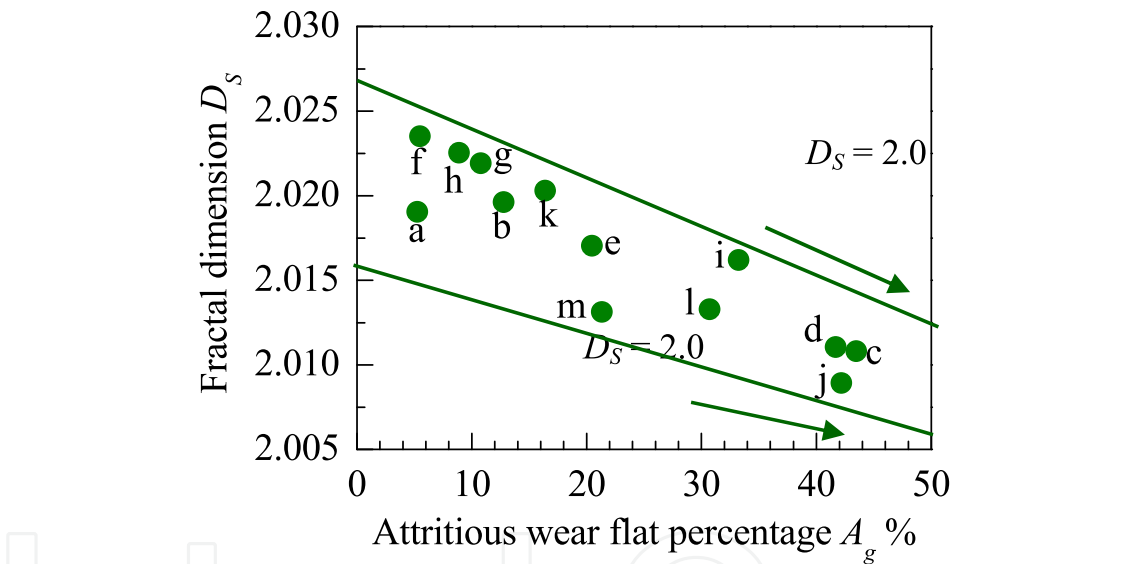 2.030
2.025
2.020
2.015
2.010
2.005
Fractal dimension D_S
D_S = 2.0
f
h
g
a
b
k
e
i
m
l
D_S = 2.0
d
c
j
0 10 20 30 40 50
Attritious wear flat percentage A_g %